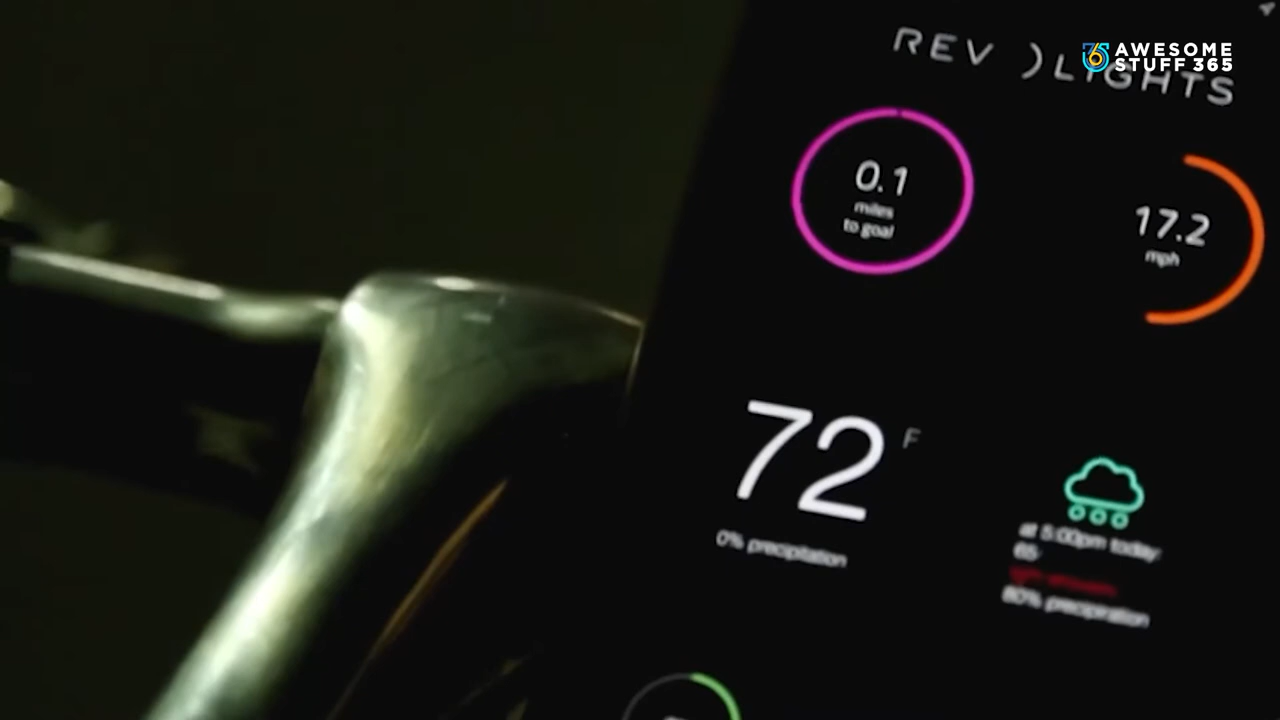 REV LIGHTS
AWESOME
STUFF 365
0.1
miles
to goal
17.2
mph
72 F
0% precipitation
at 5:00pm today:
65
80% precipitation